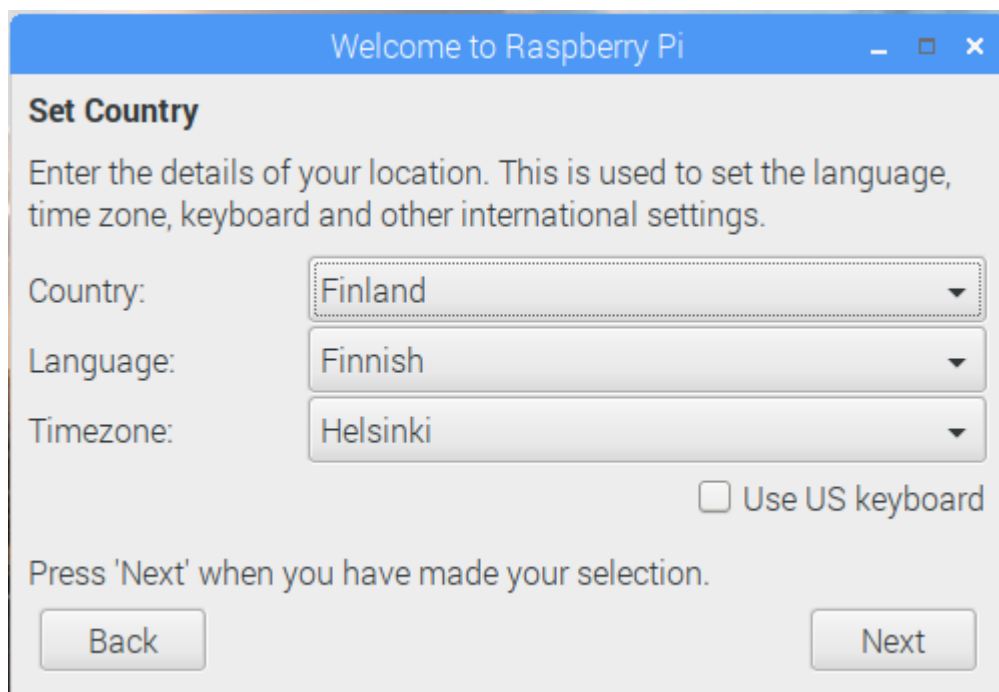 Welcome to Raspberry Pi
Set Country
Enter the details of your location. This is used to set the language,
time zone, keyboard and other international settings.
Country: Finland
Language: Finnish
Timezone: Helsinki
Use US keyboard
Press 'Next' when you have made your selection.
Back Next